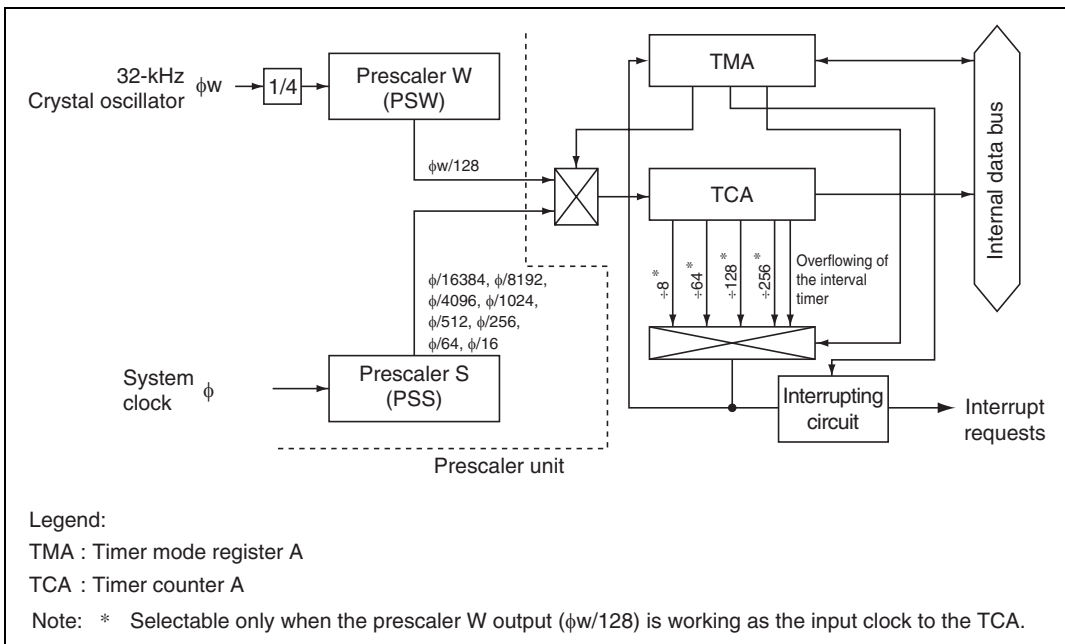 32-kHz
Crystal oscillator
ϕw
1/4
Prescaler W
(PSW)
ϕw/128
ϕ/16384, ϕ/8192,
ϕ/4096, ϕ/1024,
ϕ/512, ϕ/256,
ϕ/64, ϕ/16
System
clock
ϕ
Prescaler S
(PSS)
Prescaler unit
TMA
TCA
÷8*
÷64*
÷128*
÷256*
Overflowing of
the interval
timer
Interrupting
circuit
Interrupt
requests
Internal data bus
Legend:
TMA : Timer mode register A
TCA : Timer counter A
Note: * Selectable only when the prescaler W output (ϕw/128) is working as the input clock to the TCA.